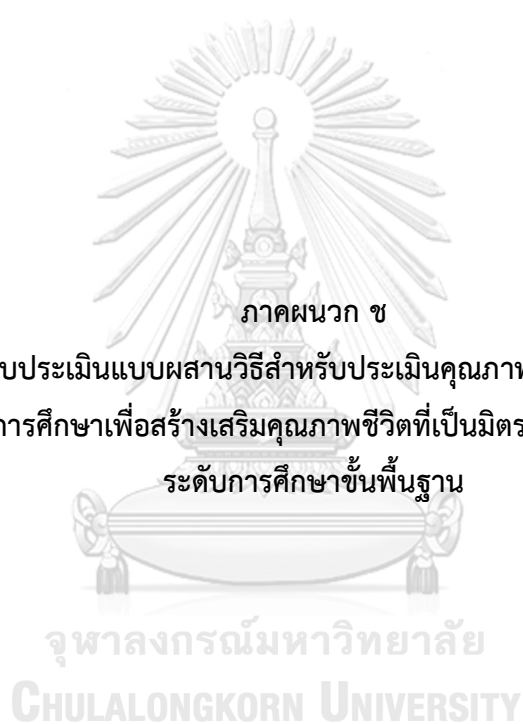 ภาคผนวก ช
บประเมินแบบผสานวิธีสำหรับประเมินคุณภาพ
การศึกษาเพื่อสร้างเสริมคุณภาพชีวิตที่เป็นมิตร
ระดับการศึกษาขั้นพื้นฐาน
จุฬาลงกรณ์มหาวิทยาลัย
CHULALONGKORN UNIVERSITY